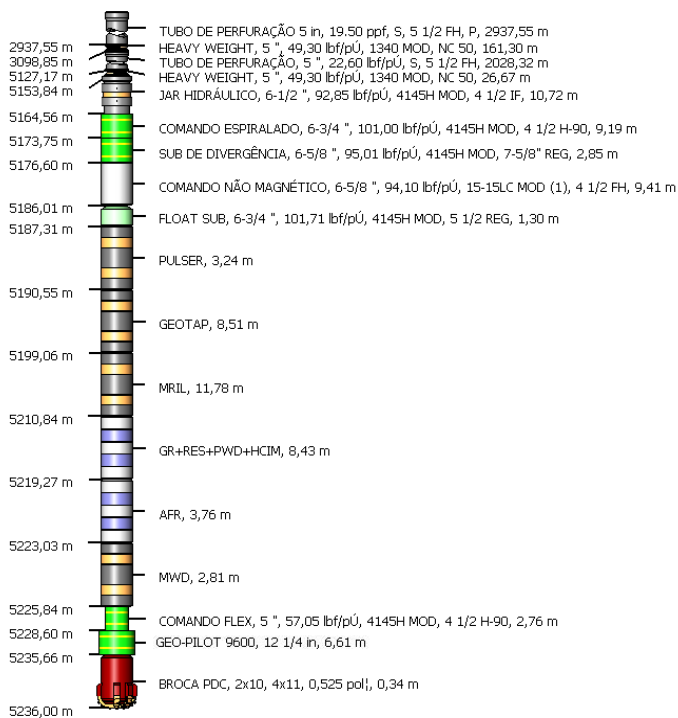 TUBO DE PERFURAÇÃO 5 in, 19.50 ppf, S, 5 1/2 FH, P, 2937,55 m
2937,55 m
HEAVY WEIGHT, 5 ", 49,30 lbf/pÚ, 1340 MOD, NC 50, 161,30 m
3098,85 m
TUBO DE PERFURAÇÃO, 5 ", 22,60 lbf/pÚ, S, 5 1/2 FH, 2028,32 m
5127,17 m
HEAVY WEIGHT, 5 ", 49,30 lbf/pÚ, 1340 MOD, NC 50, 26,67 m
5153,84 m
JAR HIDRÁULICO, 6-1/2 ", 92,85 lbf/pÚ, 4145H MOD, 4 1/2 IF, 10,72 m
5164,56 m
COMANDO ESPIRALADO, 6-3/4 ", 101,00 lbf/pÚ, 4145H MOD, 4 1/2 H-90, 9,19 m
5173,75 m
SUB DE DIVERGÊNCIA, 6-5/8 ", 95,01 lbf/pÚ, 4145H MOD, 7-5/8" REG, 2,85 m
5176,60 m
COMANDO NÃO MAGNÉTICO, 6-5/8 ", 94,10 lbf/pÚ, 15-15LC MOD (1), 4 1/2 FH, 9,41 m
5186,01 m
FLOAT SUB, 6-3/4 ", 101,71 lbf/pÚ, 4145H MOD, 5 1/2 REG, 1,30 m
5187,31 m
PULSER, 3,24 m
5190,55 m
GEOTAP, 8,51 m
5199,06 m
MRIL, 11,78 m
5210,84 m
GR+RES+PWD+HCIM, 8,43 m
5219,27 m
AFR, 3,76 m
5223,03 m
MWD, 2,81 m
5225,84 m
COMANDO FLEX, 5 ", 57,05 lbf/pÚ, 4145H MOD, 4 1/2 H-90, 2,76 m
5228,60 m
GEO-PILOT 9600, 12 1/4 in, 6,61 m
5235,66 m
BROCA PDC, 2x10, 4x11, 0,525 pol¦, 0,34 m
5236,00 m